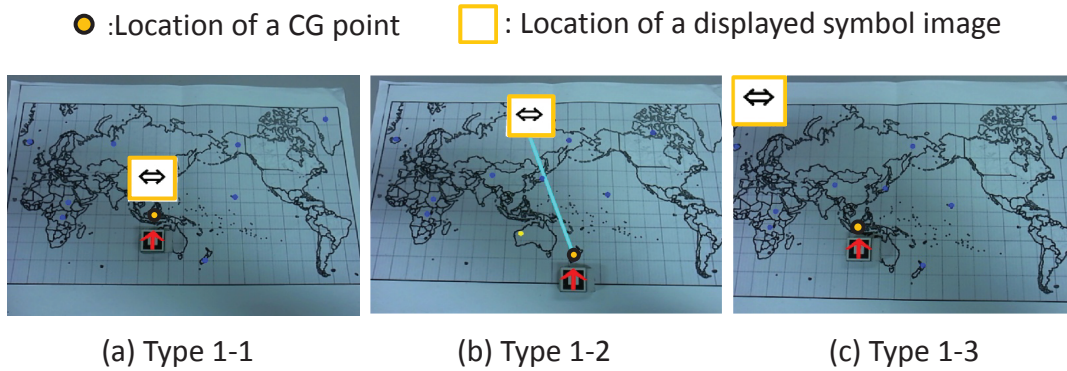 :Location of a CG point
: Location of a displayed symbol image
(a) Type 1-1
(b) Type 1-2
(c) Type 1-3